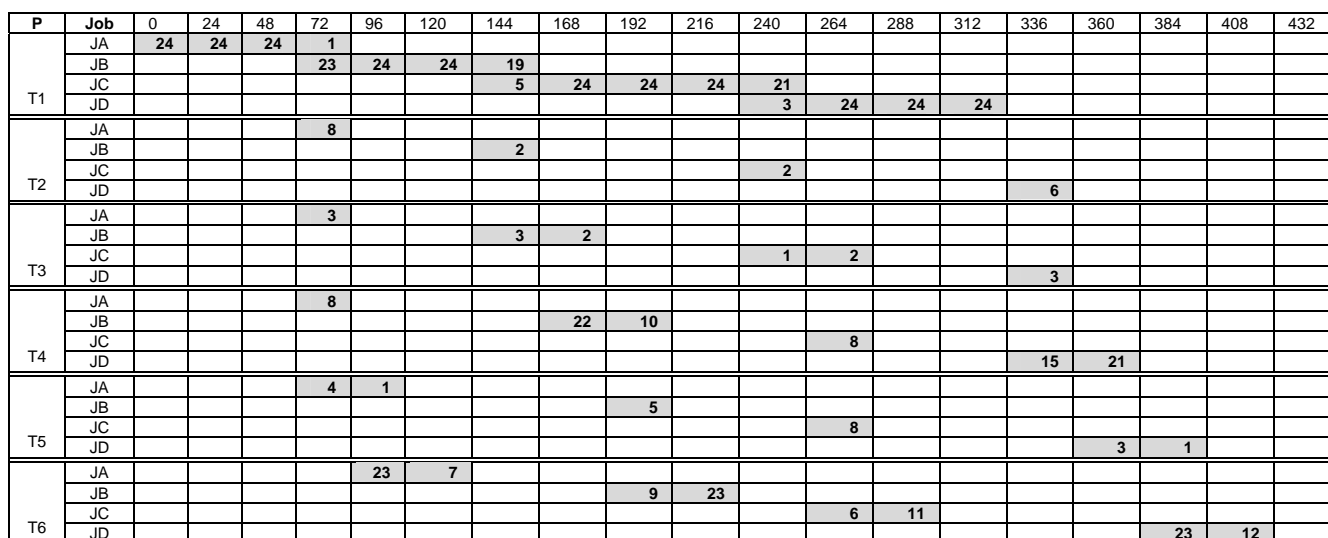 P Job 0 24 48 72 96 120 144 168 192 216 240 264 288 312 336 360 384 408 432
JA 24 24 24 1
JB 23 24 24 19
JC 5 24 24 24 21
T1 JD 3 24 24 24
JA 8
JB 2
JC 2
T2 JD 6
JA 3
JB 3 2
JC 1 2
T3 JD 3
JA 8
JB 22 10
JC 8
T4 JD 15 21
JA 4 1
JB 5
JC 8
T5 JD 3 1
JA 23 7
JB 9 23
JC 6 11
T6 JD 23 12